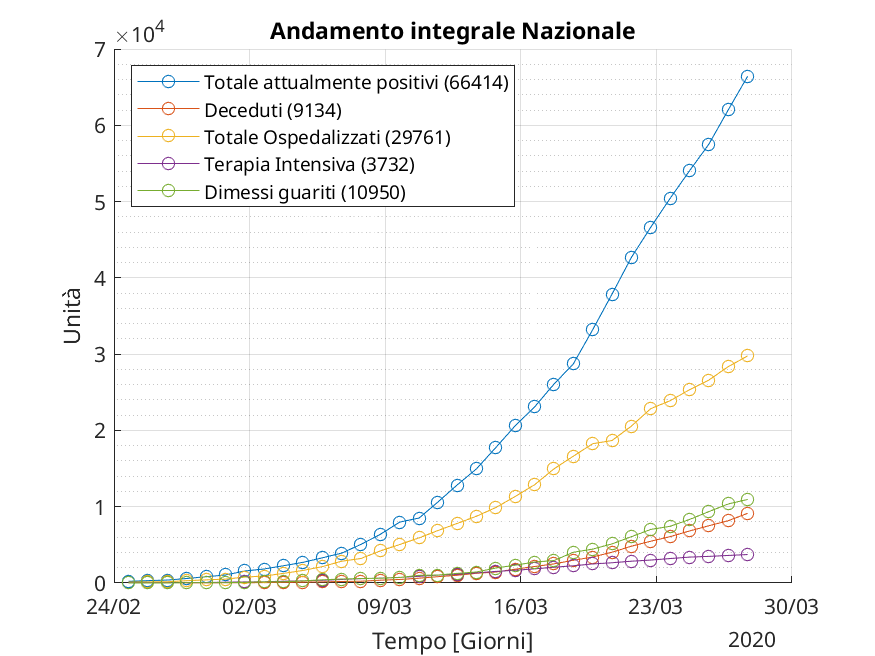 Andamento integrale Nazionale
×10⁴
7
6
5
4
3
2
1
0
Unità
Totale attualmente positivi (66414)
Deceduti (9134)
Totale Ospedalizzati (29761)
Terapia Intensiva (3732)
Dimessi guariti (10950)
24/02 02/03 09/03 16/03 23/03 30/03
Tempo [Giorni]
2020